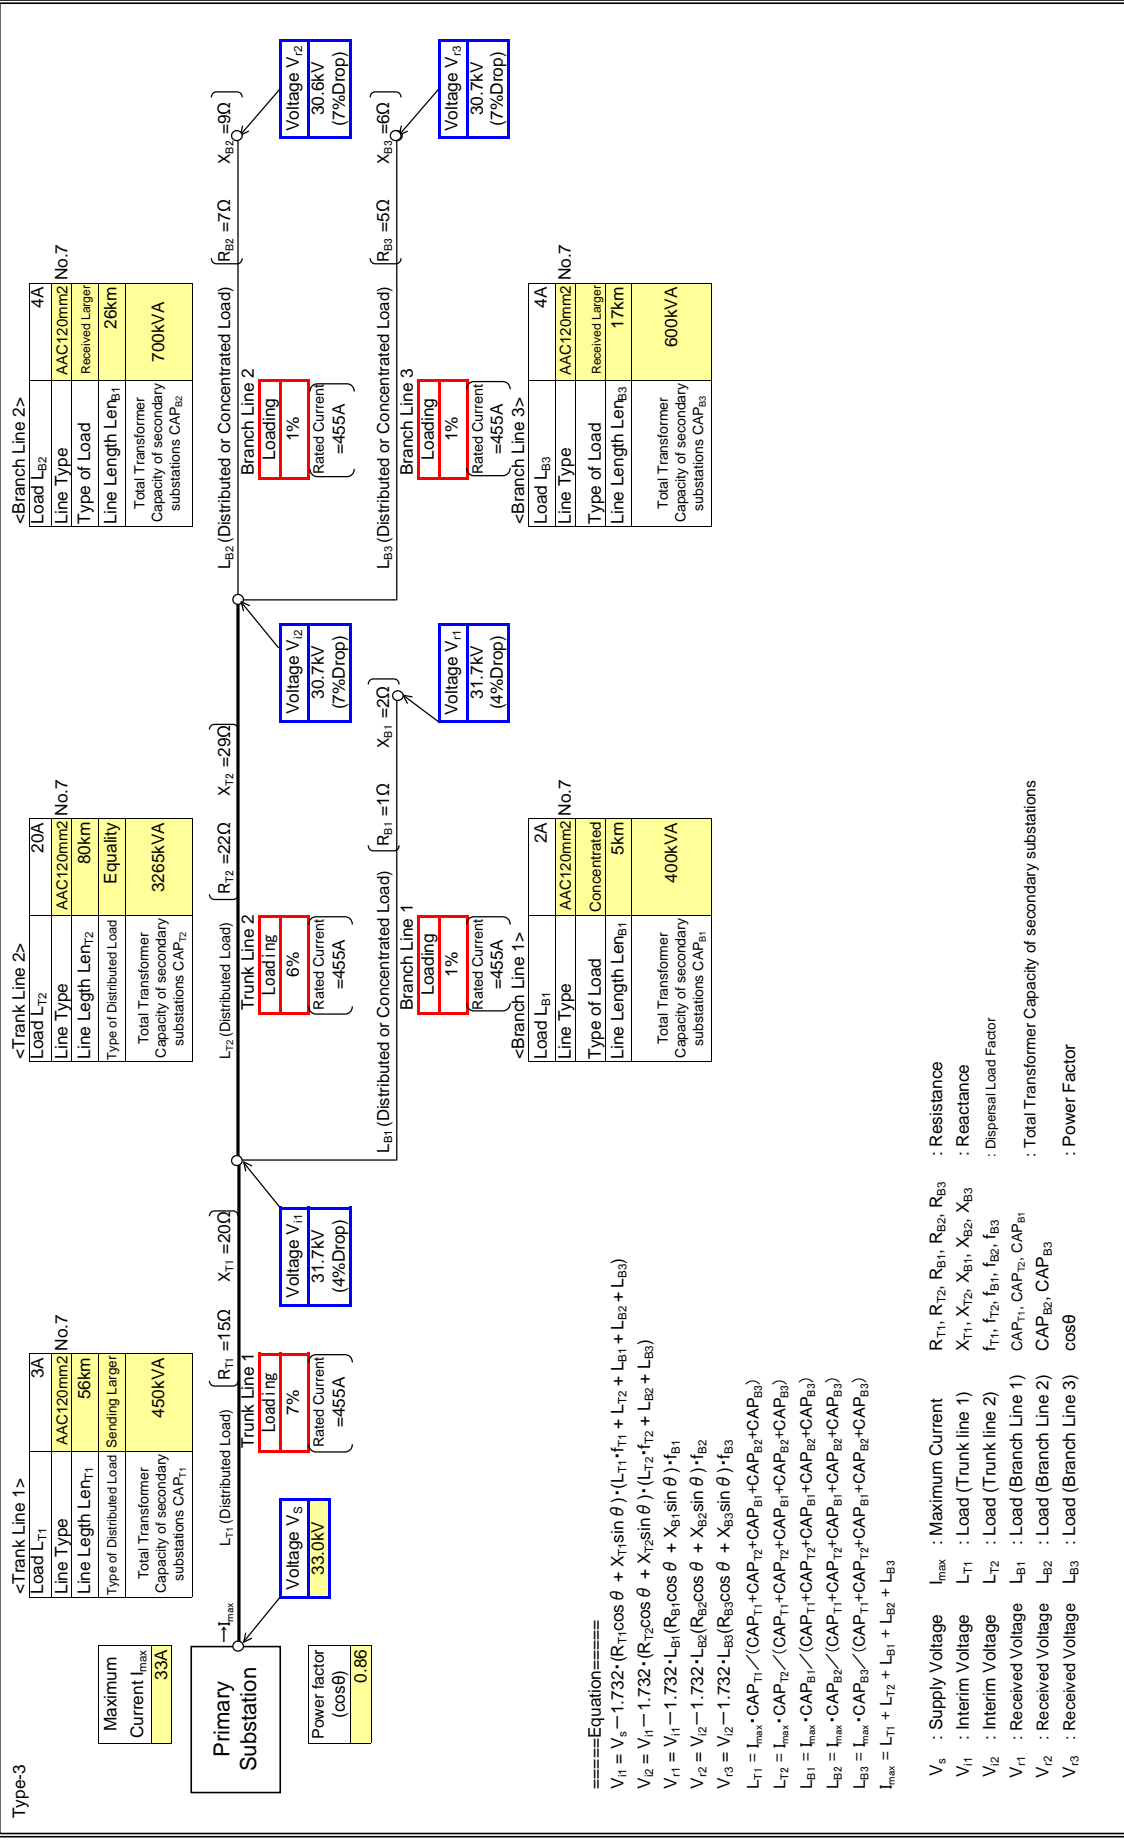 Type-3
<Trank Line 1>
Load LT1 3A
Line Type AAC120mm2 No.7
Line Legth LenT1 56km
Type of Distributed Load Sending Larger
Total Transformer
Capacity of secondary
substations CAPT1
450kVA
<Trank Line 2>
Load LT2 20A
Line Type AAC120mm2 No.7
Line Legth LenT2 80km
Type of Distributed Load Equality
Total Transformer
Capacity of secondary
substations CAPT2
3265kVA
<Branch Line 2>
Load LB2 4A
Line Type AAC120mm2 No.7
Type of Load Received Larger
Line Length LenB1 26km
Total Transformer
Capacity of secondary
substations CAPB2
700kVA
Maximum
Current Imax
33A
Primary
Substation
→Imax
Power factor
(cosθ)
0.86
Voltage VS
33.0kV
LT1 (Distributed Load)
RT1 =15Ω XT1 =20Ω
Trunk Line 1
Loading
7%
Rated Current
=455A
Voltage Vi1
31.7kV
(4%Drop)
LT2 (Distributed Load)
RT2 =22Ω XT2 =29Ω
Trunk Line 2
Loading
6%
Rated Current
=455A
Voltage Vi2
30.7kV
(7%Drop)
LB2 (Distributed or Concentrated Load)
RB2 =7Ω XB2 =9Ω
Branch Line 2
Loading
1%
Rated Current
=455A
Voltage Vr2
30.6kV
(7%Drop)
LB1 (Distributed or Concentrated Load)
RB1 =1Ω XB1 =2Ω
Branch Line 1
Loading
1%
Rated Current
=455A
Voltage Vr1
31.7kV
(4%Drop)
LB3 (Distributed or Concentrated Load)
RB3 =5Ω XB3 =6Ω
Branch Line 3
Loading
1%
Rated Current
=455A
Voltage Vr3
30.7kV
(7%Drop)
<Branch Line 1>
Load LB1 2A
Line Type AAC120mm2 No.7
Type of Load Concentrated
Line Length LenB1 5km
Total Transformer
Capacity of secondary
substations CAPB1
400kVA
<Branch Line 3>
Load LB3 4A
Line Type AAC120mm2 No.7
Type of Load Received Larger
Line Length LenB3 17km
Total Transformer
Capacity of secondary
substations CAPB3
600kVA
=====Equation=====
Vi1 = Vs－1.732・(RT1cos θ + XT1sin θ)・(LT1・fT1 + LT2 + LB1 + LB2 + LB3)
Vi2 = Vi1－1.732・(RT2cos θ + XT2sin θ)・(LT2・fT2 + LB2 + LB3)
Vr1 = Vi1－1.732・LB1(RB1cos θ + XB1sin θ)・fB1
Vr2 = Vi2－1.732・LB2(RB2cos θ + XB2sin θ)・fB2
Vr3 = Vi2－1.732・LB3(RB3cos θ + XB3sin θ)・fB3
LT1 = Imax・CAPT1／(CAPT1+CAPT2+CAPB1+CAPB2+CAPB3)
LT2 = Imax・CAPT2／(CAPT1+CAPT2+CAPB1+CAPB2+CAPB3)
LB1 = Imax・CAPB1／(CAPT1+CAPT2+CAPB1+CAPB2+CAPB3)
LB2 = Imax・CAPB2／(CAPT1+CAPT2+CAPB1+CAPB2+CAPB3)
LB3 = Imax・CAPB3／(CAPT1+CAPT2+CAPB1+CAPB2+CAPB3)
Imax = LT1 + LT2 + LB1 + LB2 + LB3
Vs : Supply Voltage Imax : Maximum Current RT1, RT2, RB1, RB2, RB3 : Resistance
Vi1 : Interim Voltage LT1 : Load (Trunk line 1) XT1, XT2, XB1, XB2, XB3 : Reactance
Vi2 : Interim Voltage LT2 : Load (Trunk line 2) fT1, fT2, fB1, fB2, fB3 : Dispersal Load Factor
Vr1 : Received Voltage LB1 : Load (Branch Line 1) CAPT1, CAPT2, CAPB1
Vr2 : Received Voltage LB2 : Load (Branch Line 2) CAPB2, CAPB3 : Total Transformer Capacity of secondary substations
Vr3 : Received Voltage LB3 : Load (Branch Line 3) cosθ : Power Factor